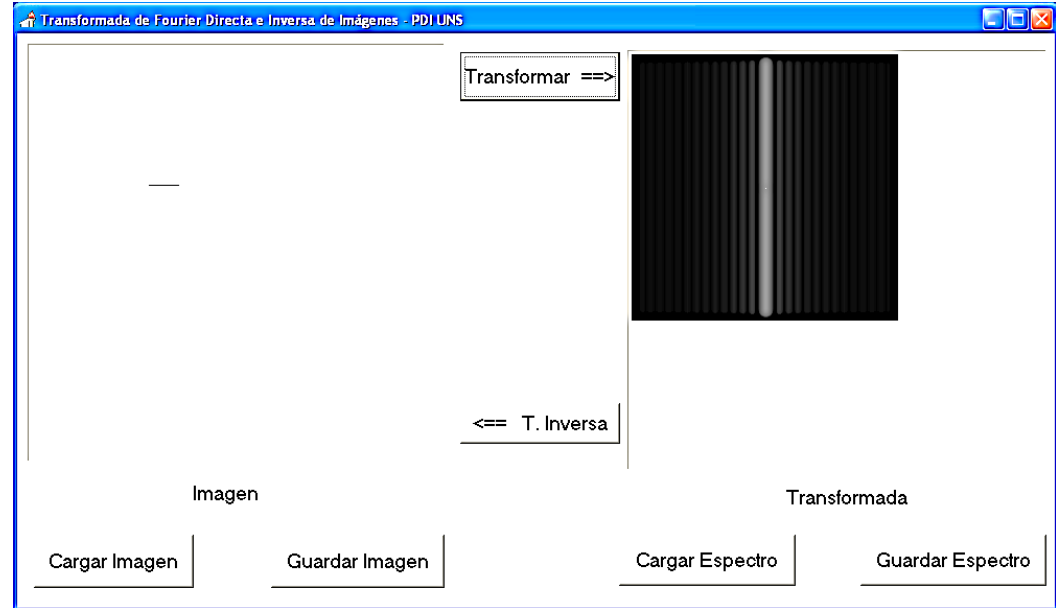 Transformada de Fourier Directa e Inversa de Imágenes - PDI UNS
Transformar ==>
<== T. Inversa
Imagen
Transformada
Cargar Imagen
Guardar Imagen
Cargar Espectro
Guardar Espectro